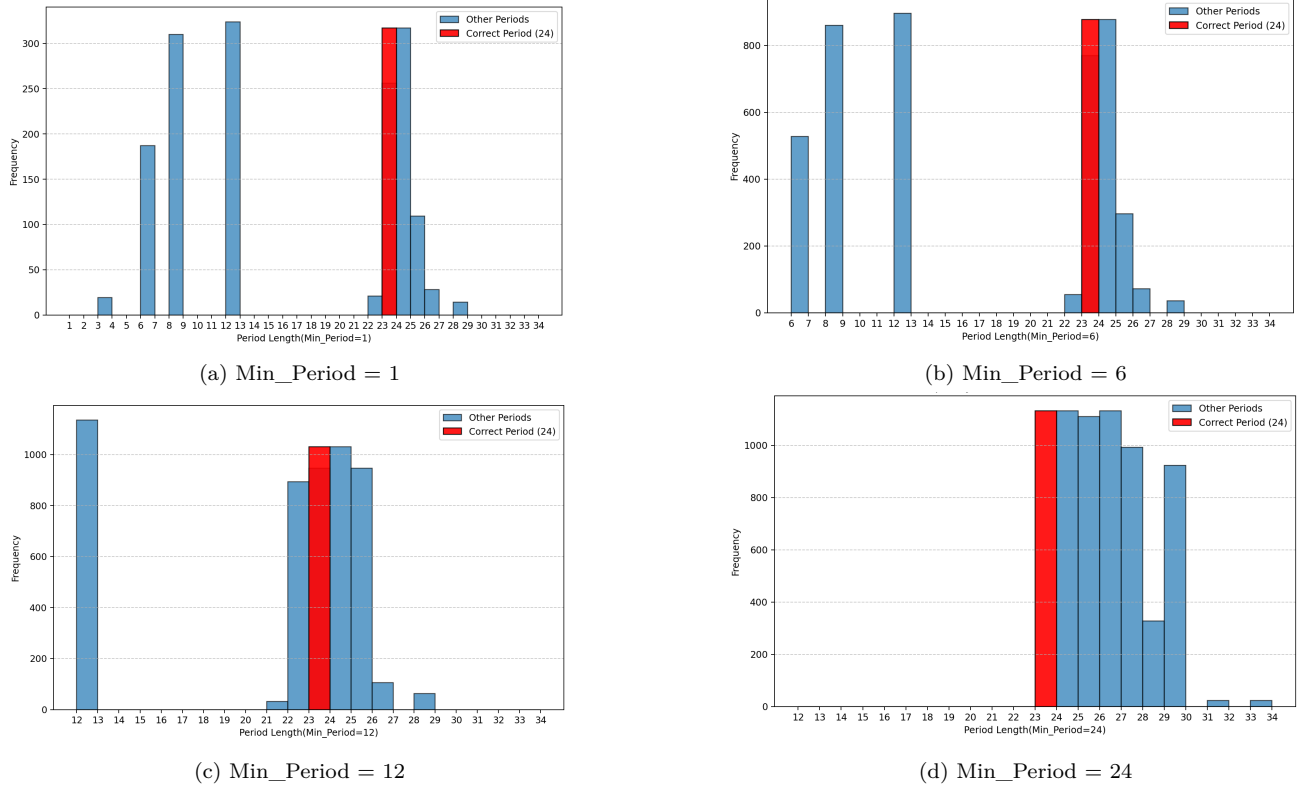 Other Periods
Correct Period (24)
300
250
200
150
100
50
0
Frequency
1 2 3 4 5 6 7 8 9 10 11 12 13 14 15 16 17 18 19 20 21 22 23 24 25 26 27 28 29 30 31 32 33 34
Period Length(Min_Period=1)
(a) Min_Period = 1
Other Periods
Correct Period (24)
800
600
400
200
0
Frequency
6 7 8 9 10 11 12 13 14 15 16 17 18 19 20 21 22 23 24 25 26 27 28 29 30 31 32 33 34
Period Length(Min_Period=6)
(b) Min_Period = 6
Other Periods
Correct Period (24)
1000
800
600
400
200
0
Frequency
12 13 14 15 16 17 18 19 20 21 22 23 24 25 26 27 28 29 30 31 32 33 34
Period Length(Min_Period=12)
(c) Min_Period = 12
Other Periods
Correct Period (24)
1000
800
600
400
200
0
Frequency
12 13 14 15 16 17 18 19 20 21 22 23 24 25 26 27 28 29 30 31 32 33 34
Period Length(Min_Period=24)
(d) Min_Period = 24